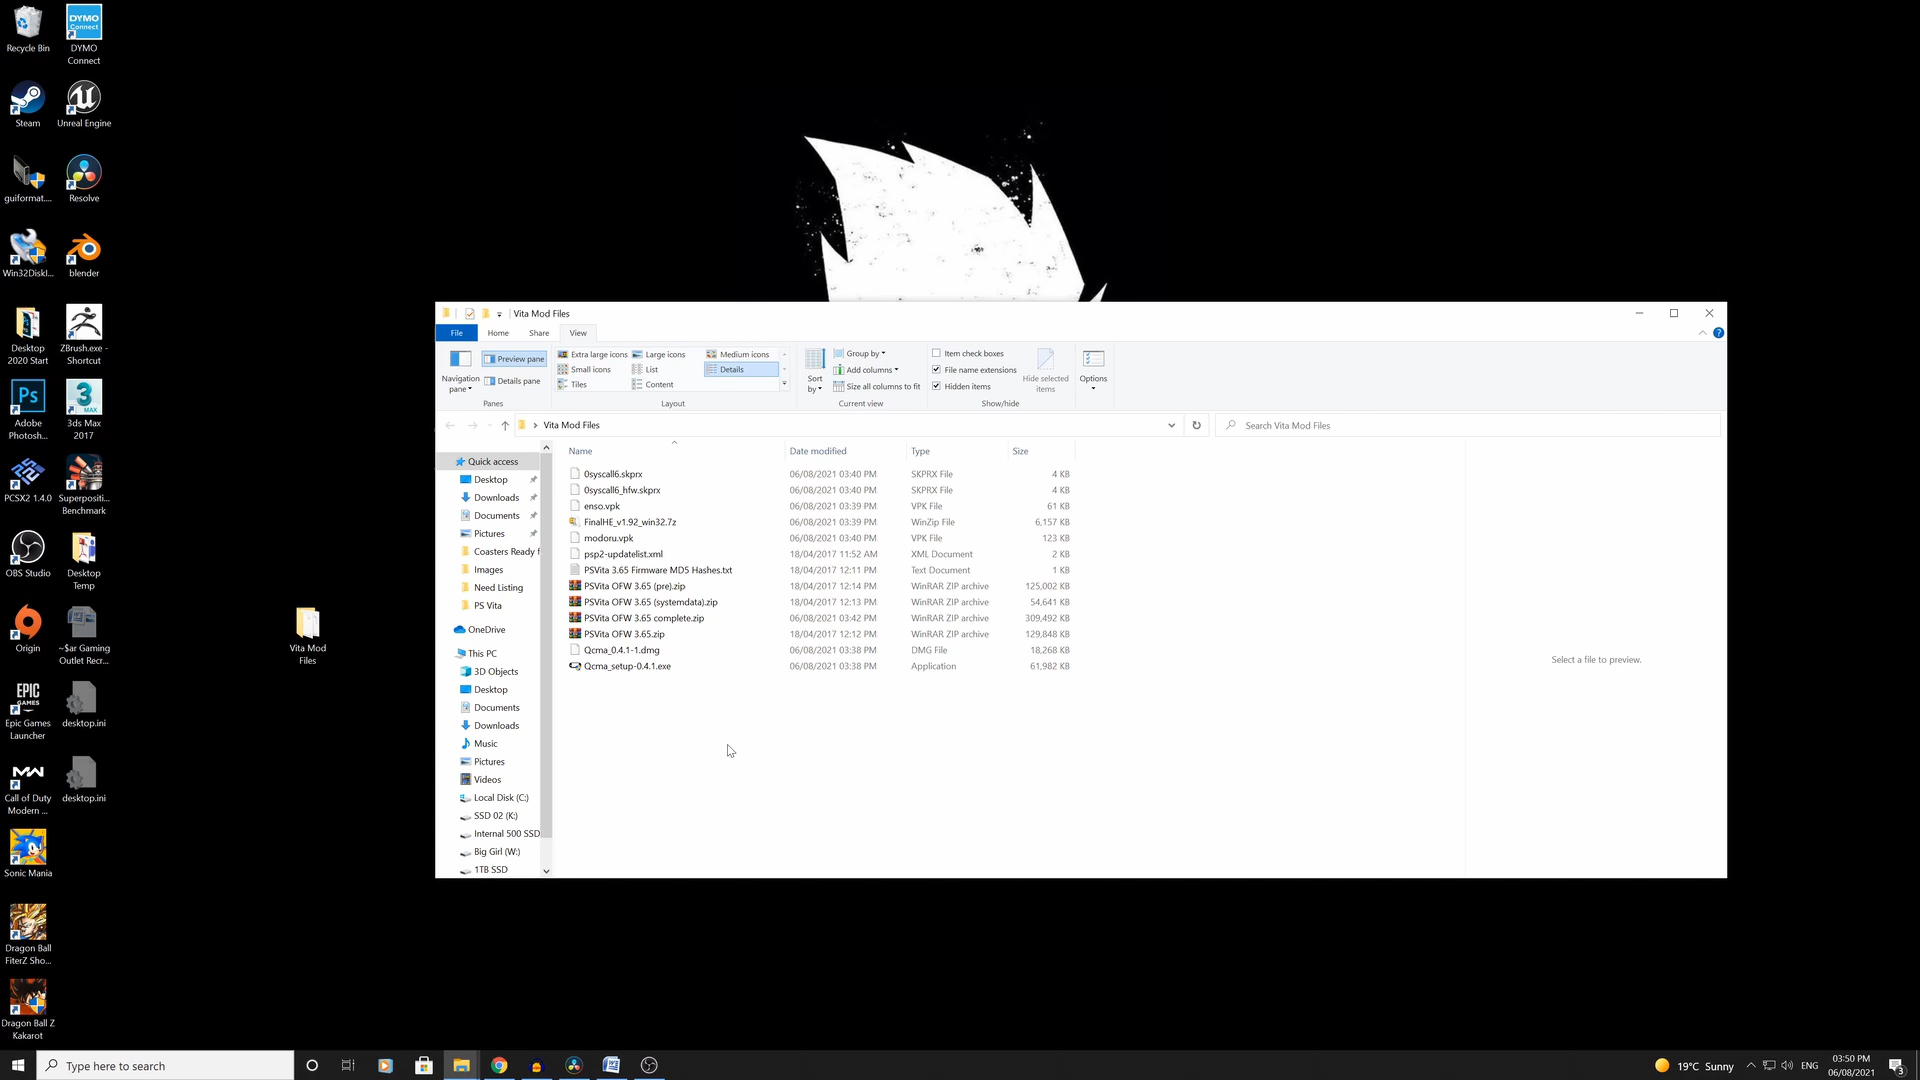 Recycle Bin
DYMO
Connect
DYMO
Connect
Steam
Unreal Engine
guiformat....
Resolve
Win32DiskI...
blender
Desktop
2020 Start
ZBrush.exe -
Shortcut
Ps
Adobe
Photosh...
3
MAX
3ds Max
2017
PCSX2 1.4.0
Superpositi...
Benchmark
OBS Studio
Desktop
Temp
Origin
~$ar Gaming
Outlet Recr...
EPIC
GAMES
Epic Games
Launcher
desktop.ini
Call of Duty
Modern ...
desktop.ini
Sonic Mania
Dragon Ball
FiterZ Sho...
Dragon Ball Z
Kakarot
Vita Mod
Files
Vita Mod Files
File
Home
Share
View
Navigation
pane
Preview pane
Details pane
Panes
Extra large icons
Large icons
Medium icons
Small icons
List
Details
Tiles
Content
Layout
Sort
by
Group by
Add columns
Size all columns to fit
Current view
Item check boxes
File name extensions
Hidden items
Hide selected
items
Show/hide
Options
Vita Mod Files
Search Vita Mod Files
Quick access
Desktop
Downloads
Documents
Pictures
Coasters Ready f
Images
Need Listing
PS Vita
OneDrive
This PC
3D Objects
Desktop
Documents
Downloads
Music
Pictures
Videos
Local Disk (C:)
SSD 02 (K:)
Internal 500 SSD
Big Girl (W:)
1TB SSD
Name Date modified Type Size
0syscall6.skprx 06/08/2021 03:40 PM SKPRX File 4 KB
0syscall6_hfw.skprx 06/08/2021 03:40 PM SKPRX File 4 KB
enso.vpk 06/08/2021 03:39 PM VPK File 61 KB
FinalHE_v1.92_win32.7z 06/08/2021 03:39 PM WinZip File 6,157 KB
modoru.vpk 06/08/2021 03:40 PM VPK File 123 KB
psp2-updatelist.xml 18/04/2017 11:52 AM XML Document 2 KB
PSVita 3.65 Firmware MD5 Hashes.txt 18/04/2017 12:11 PM Text Document 1 KB
PSVita OFW 3.65 (pre).zip 18/04/2017 12:14 PM WinRAR ZIP archive 125,002 KB
PSVita OFW 3.65 (systemdata).zip 18/04/2017 12:13 PM WinRAR ZIP archive 54,641 KB
PSVita OFW 3.65 complete.zip 06/08/2021 03:42 PM WinRAR ZIP archive 309,492 KB
PSVita OFW 3.65.zip 18/04/2017 12:12 PM WinRAR ZIP archive 129,848 KB
Qcma_0.4.1-1.dmg 06/08/2021 03:38 PM DMG File 18,268 KB
Qcma_setup-0.4.1.exe 06/08/2021 03:38 PM Application 61,982 KB
Select a file to preview.
Type here to search
19°C Sunny
ENG
03:50 PM
06/08/2021
3